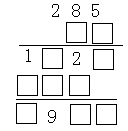 2 8 5
□ □
1 □ 2 □
□ □ □
□ 9 □ □